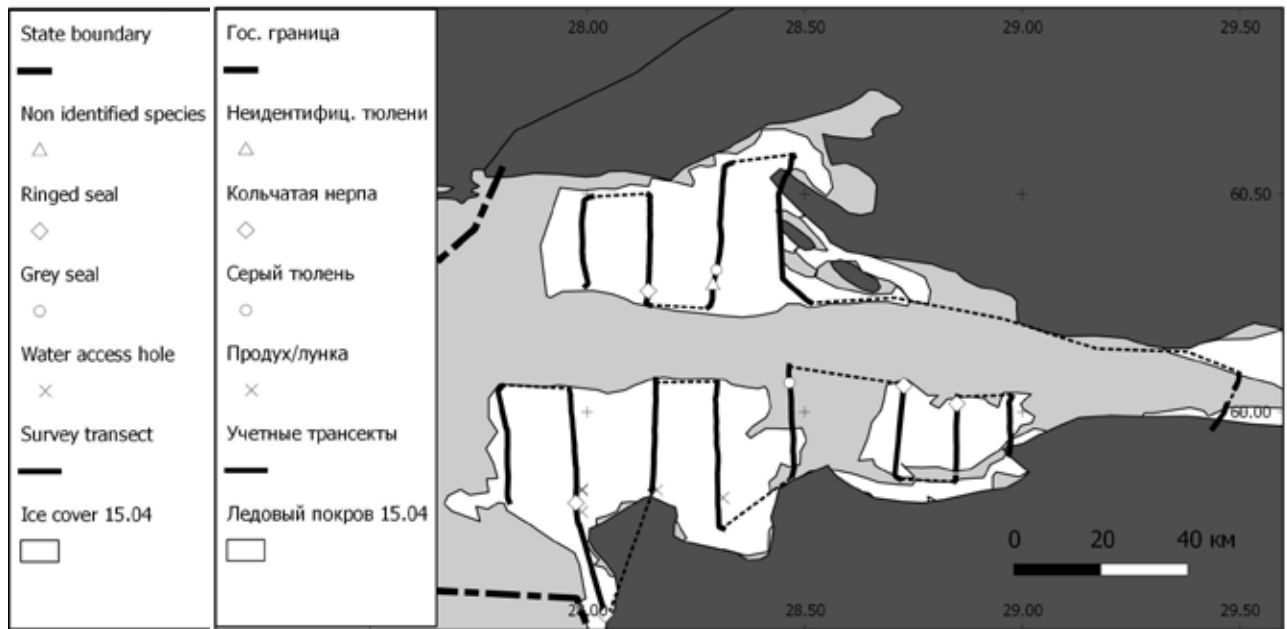 State boundary
Non identified species
Ringed seal
Grey seal
Water access hole
Survey transect
Ice cover 15.04
Гос. граница
Неидентифиц. тюлени
Кольчатая нерпа
Серый тюлень
Продух/лунка
Учетные трансекты
Ледовый покров 15.04
28.00 28.50 29.00 29.50
60.50
60.00
0 20 40 км
28.00 28.50 29.00 29.50